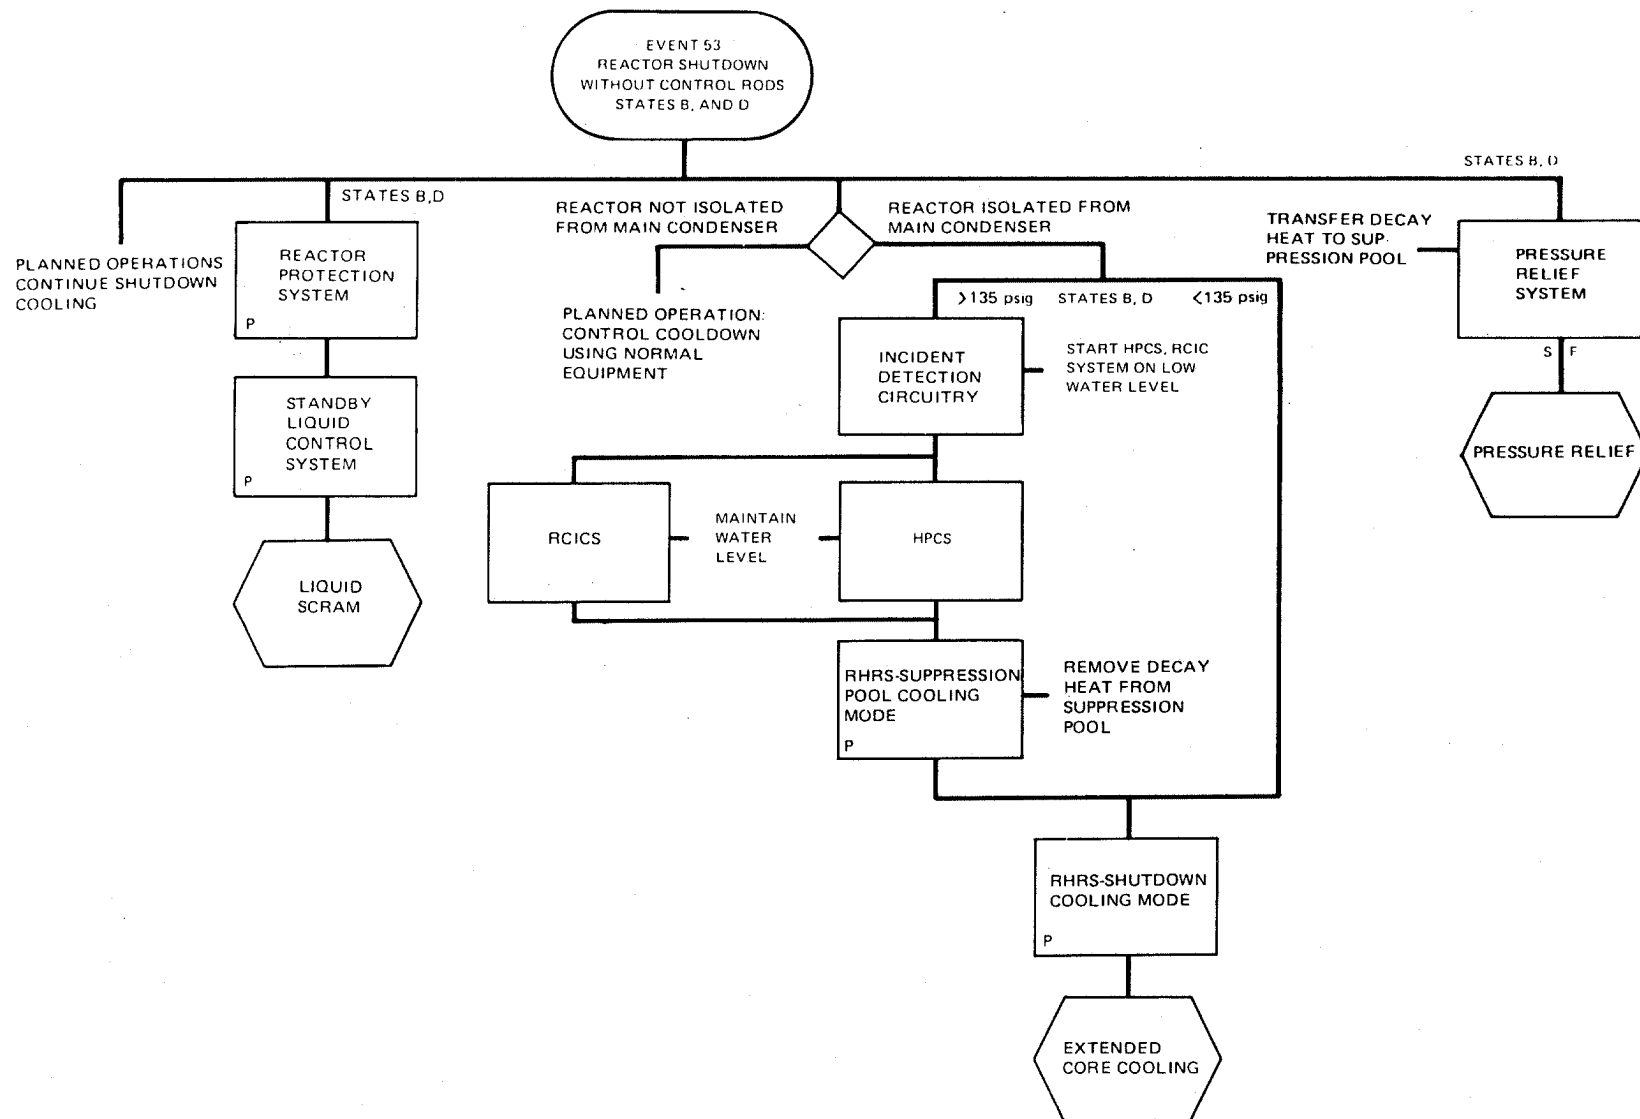 EVENT 53
REACTOR SHUTDOWN
WITHOUT CONTROL RODS
STATES B, AND D
STATES B, D
STATES B,D
PLANNED OPERATIONS
CONTINUE SHUTDOWN
COOLING
REACTOR
PROTECTION
SYSTEM
P
STANDBY
LIQUID
CONTROL
SYSTEM
P
LIQUID
SCRAM
REACTOR NOT ISOLATED
FROM MAIN CONDENSER
REACTOR ISOLATED FROM
MAIN CONDENSER
PLANNED OPERATION:
CONTROL COOLDOWN
USING NORMAL
EQUIPMENT
>135 psig STATES B, D <135 psig
INCIDENT
DETECTION
CIRCUITRY
START HPCS, RCIC
SYSTEM ON LOW
WATER LEVEL
RCICS
MAINTAIN
WATER
LEVEL
HPCS
RHRS-SUPPRESSION
POOL COOLING
MODE
P
REMOVE DECAY
HEAT FROM
SUPPRESSION
POOL
RHRS-SHUTDOWN
COOLING MODE
P
EXTENDED
CORE COOLING
TRANSFER DECAY
HEAT TO SUP-
PRESSION POOL
PRESSURE
RELIEF
SYSTEM
S F
PRESSURE RELIEF